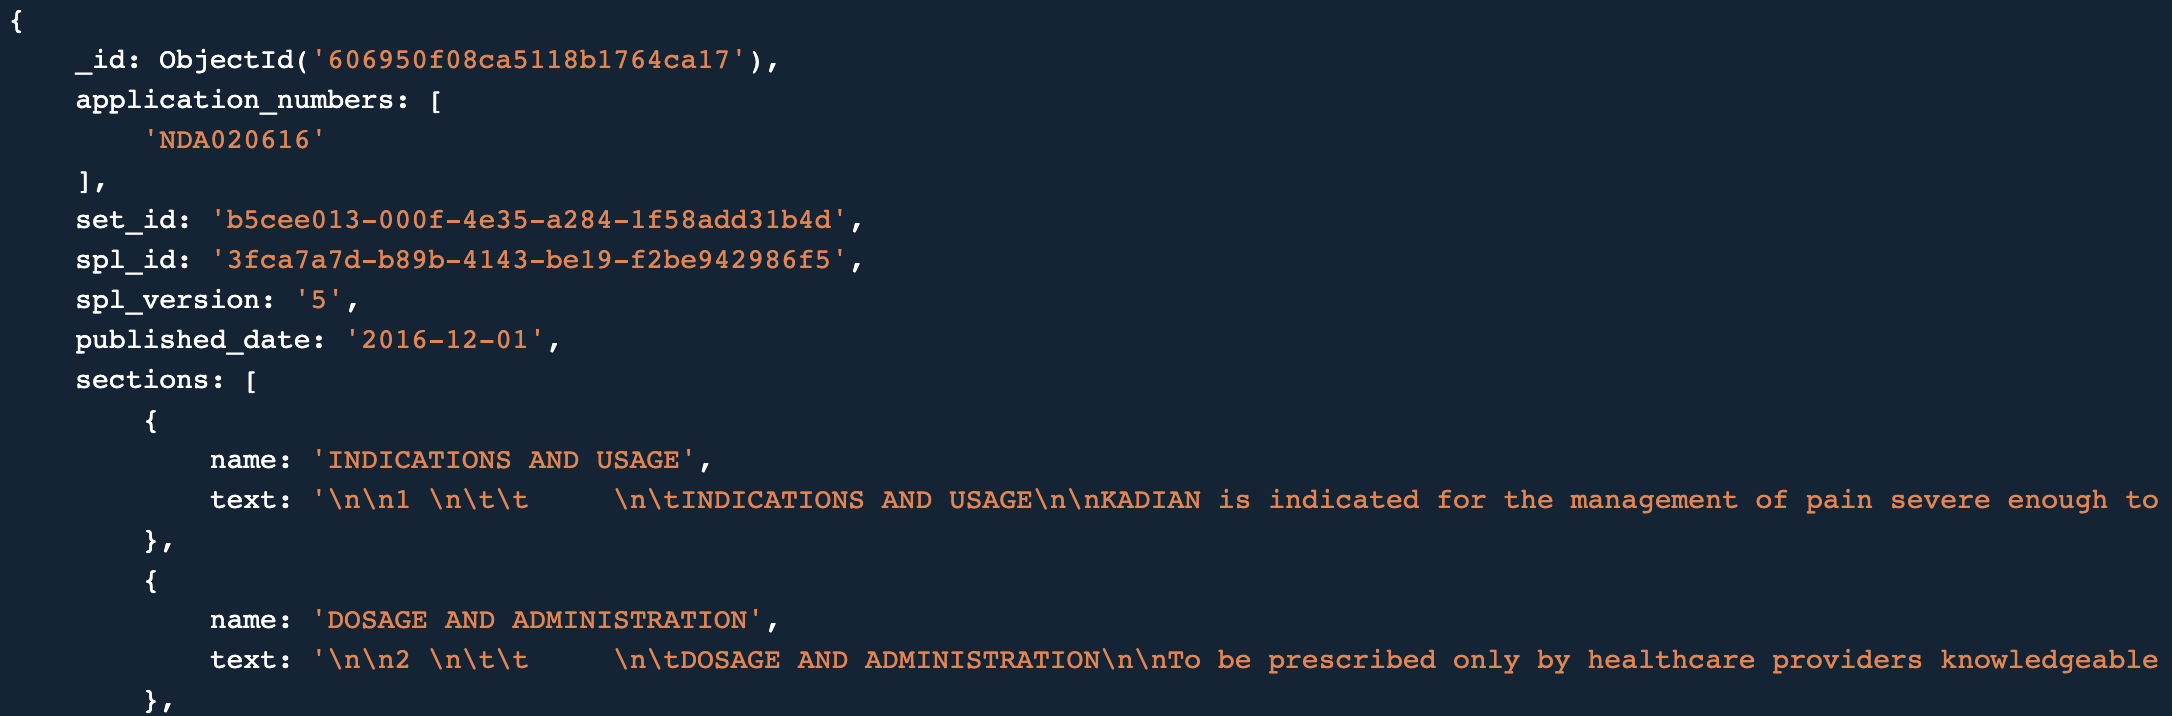 {
_id: ObjectId('606950f08ca5118b1764ca17'),
application_numbers: [
'NDA020616'
],
set_id: 'b5cee013-000f-4e35-a284-1f58add31b4d',
spl_id: '3fca7a7d-b89b-4143-be19-f2be942986f5',
spl_version: '5',
published_date: '2016-12-01',
sections: [
{
name: 'INDICATIONS AND USAGE',
text: '\n\n1 \n\t\t     \n\tINDICATIONS AND USAGE\n\nKADIAN is indicated for the management of pain severe enough to
},
{
name: 'DOSAGE AND ADMINISTRATION',
text: '\n\n2 \n\t\t     \n\tDOSAGE AND ADMINISTRATION\n\nTo be prescribed only by healthcare providers knowledgeable
},